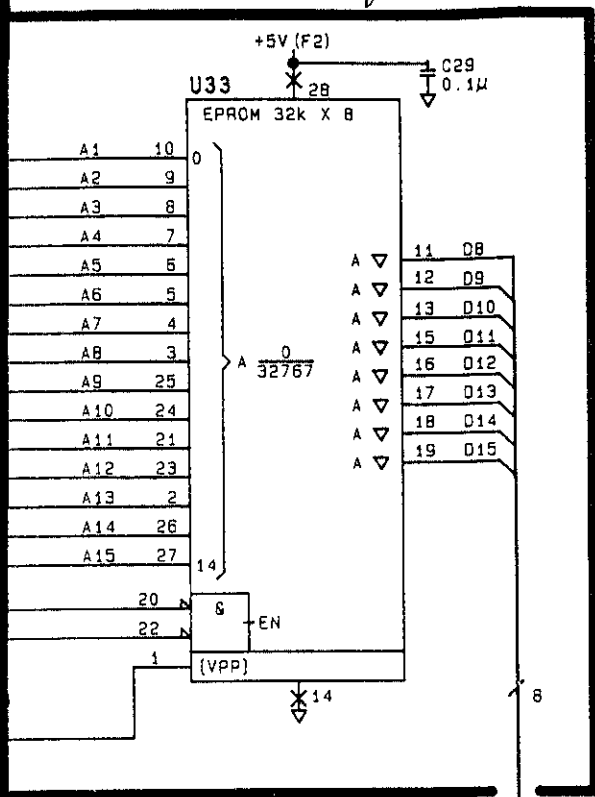 +5V (F2)
U33
28
C29
0.1µ
EPROM 32k X 8
A1 10 0
A2 9
A3 8
A4 7
A5 6
A6 5
A7 4
A8 3
A9 25
A10 24
A11 21
A12 23
A13 2
A14 26
A15 27 14
A 0
32767
A 11 D8
A 12 D9
A 13 D10
A 15 D11
A 16 D12
A 17 D13
A 18 D14
A 19 D15
20 & EN
22
1 (VPP)
14
8